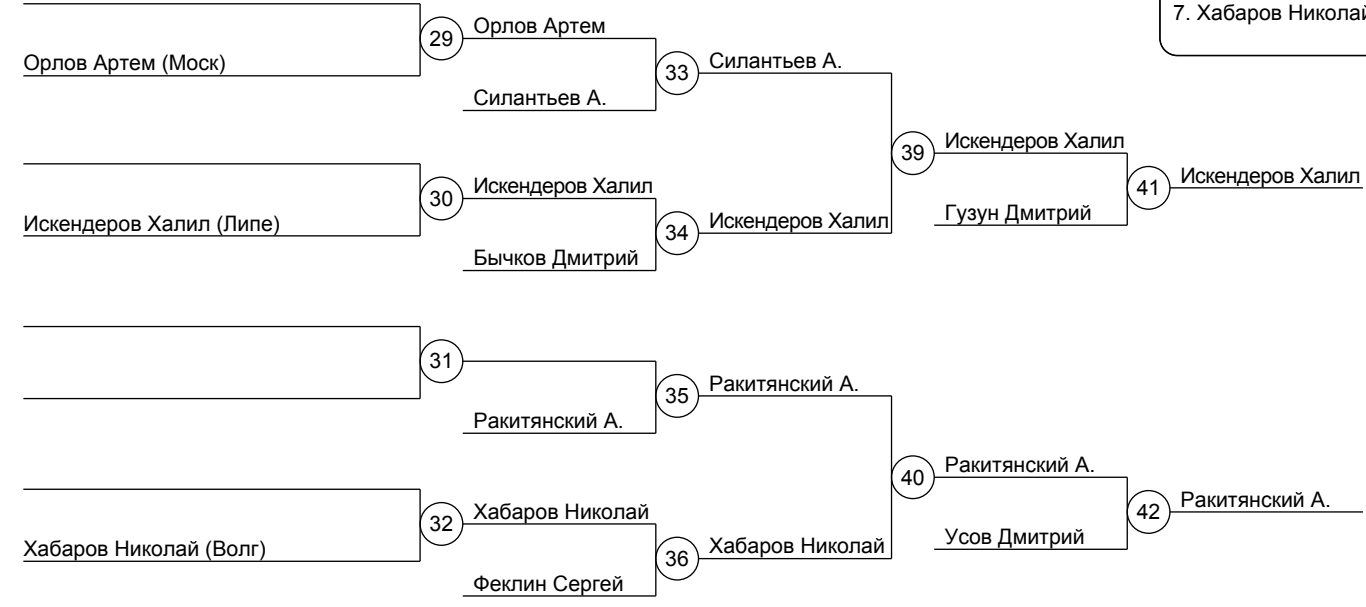 7. Хабаров Николай
29
Орлов Артем
Орлов Артем (Моск)
33
Силантьев А.
Силантьев А.
39
Искендеров Халил
30
Искендеров Халил
41
Искендеров Халил
Искендеров Халил (Липе)
34
Искендеров Халил
Гузун Дмитрий
Бычков Дмитрий
31
35
Ракитянский А.
Ракитянский А.
40
Ракитянский А.
32
Хабаров Николай
42
Ракитянский А.
Хабаров Николай (Волг)
36
Хабаров Николай
Усов Дмитрий
Феклин Сергей